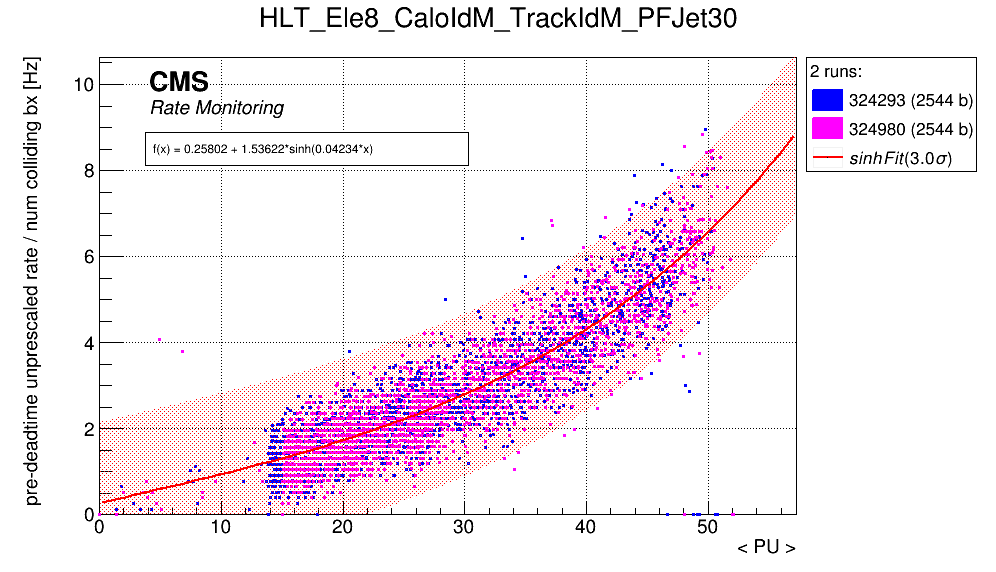 HLT_Ele8_CaloIdM_TrackIdM_PFJet30
pre-deadtime unprescaled rate / num colliding bx [Hz]
CMS
Rate Monitoring
f(x) = 0.25802 + 1.53622*sinh(0.04234*x)
10
8
6
4
2
0
0
10
20
30
40
50
< PU >
2 runs:
324293 (2544 b)
324980 (2544 b)
sinhFit(3.0σ)